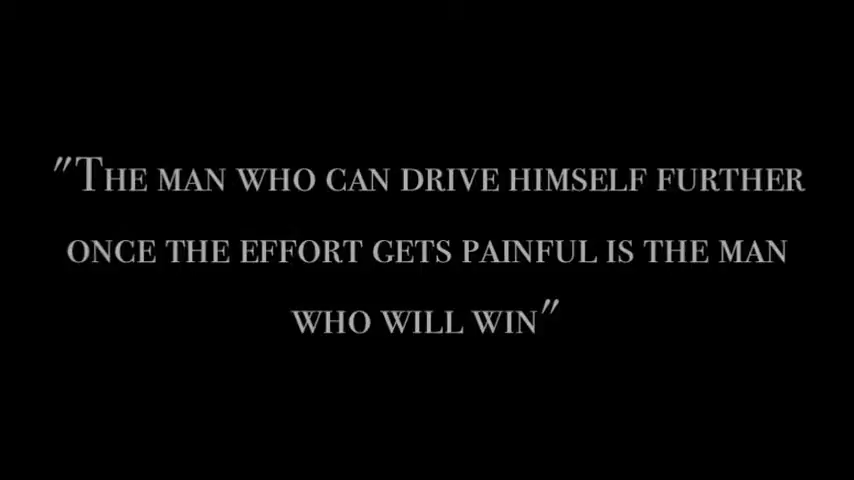 "The man who can drive himself further
once the effort gets painful is the man
who will win"